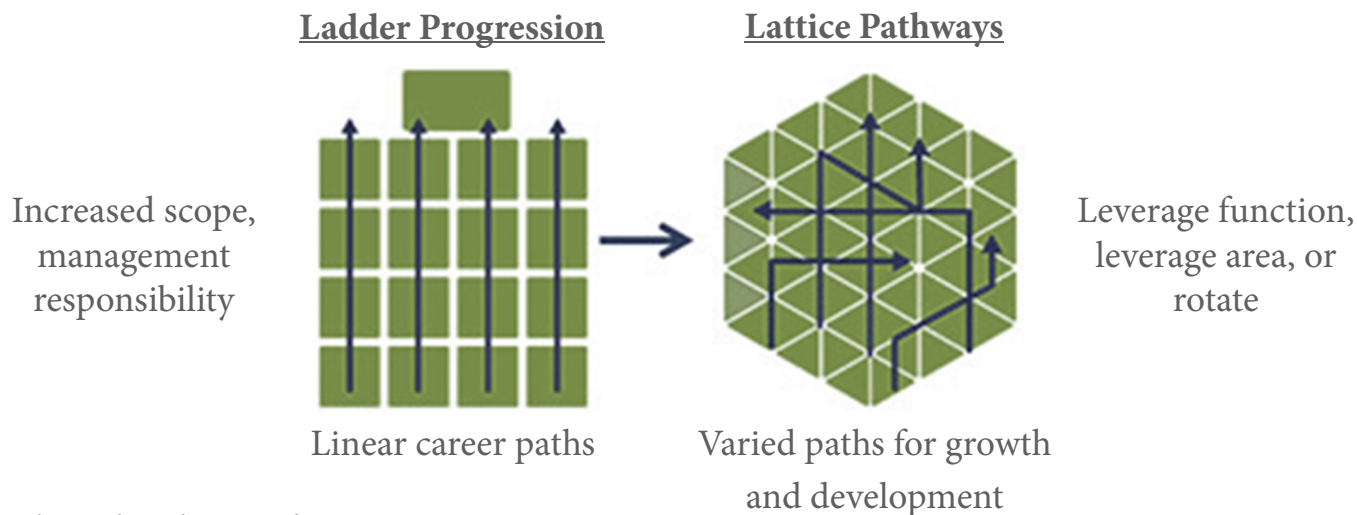 Ladder Progression
Lattice Pathways
Increased scope,
management
responsibility
Leverage function,
leverage area, or
rotate
Linear career paths
Varied paths for growth
and development